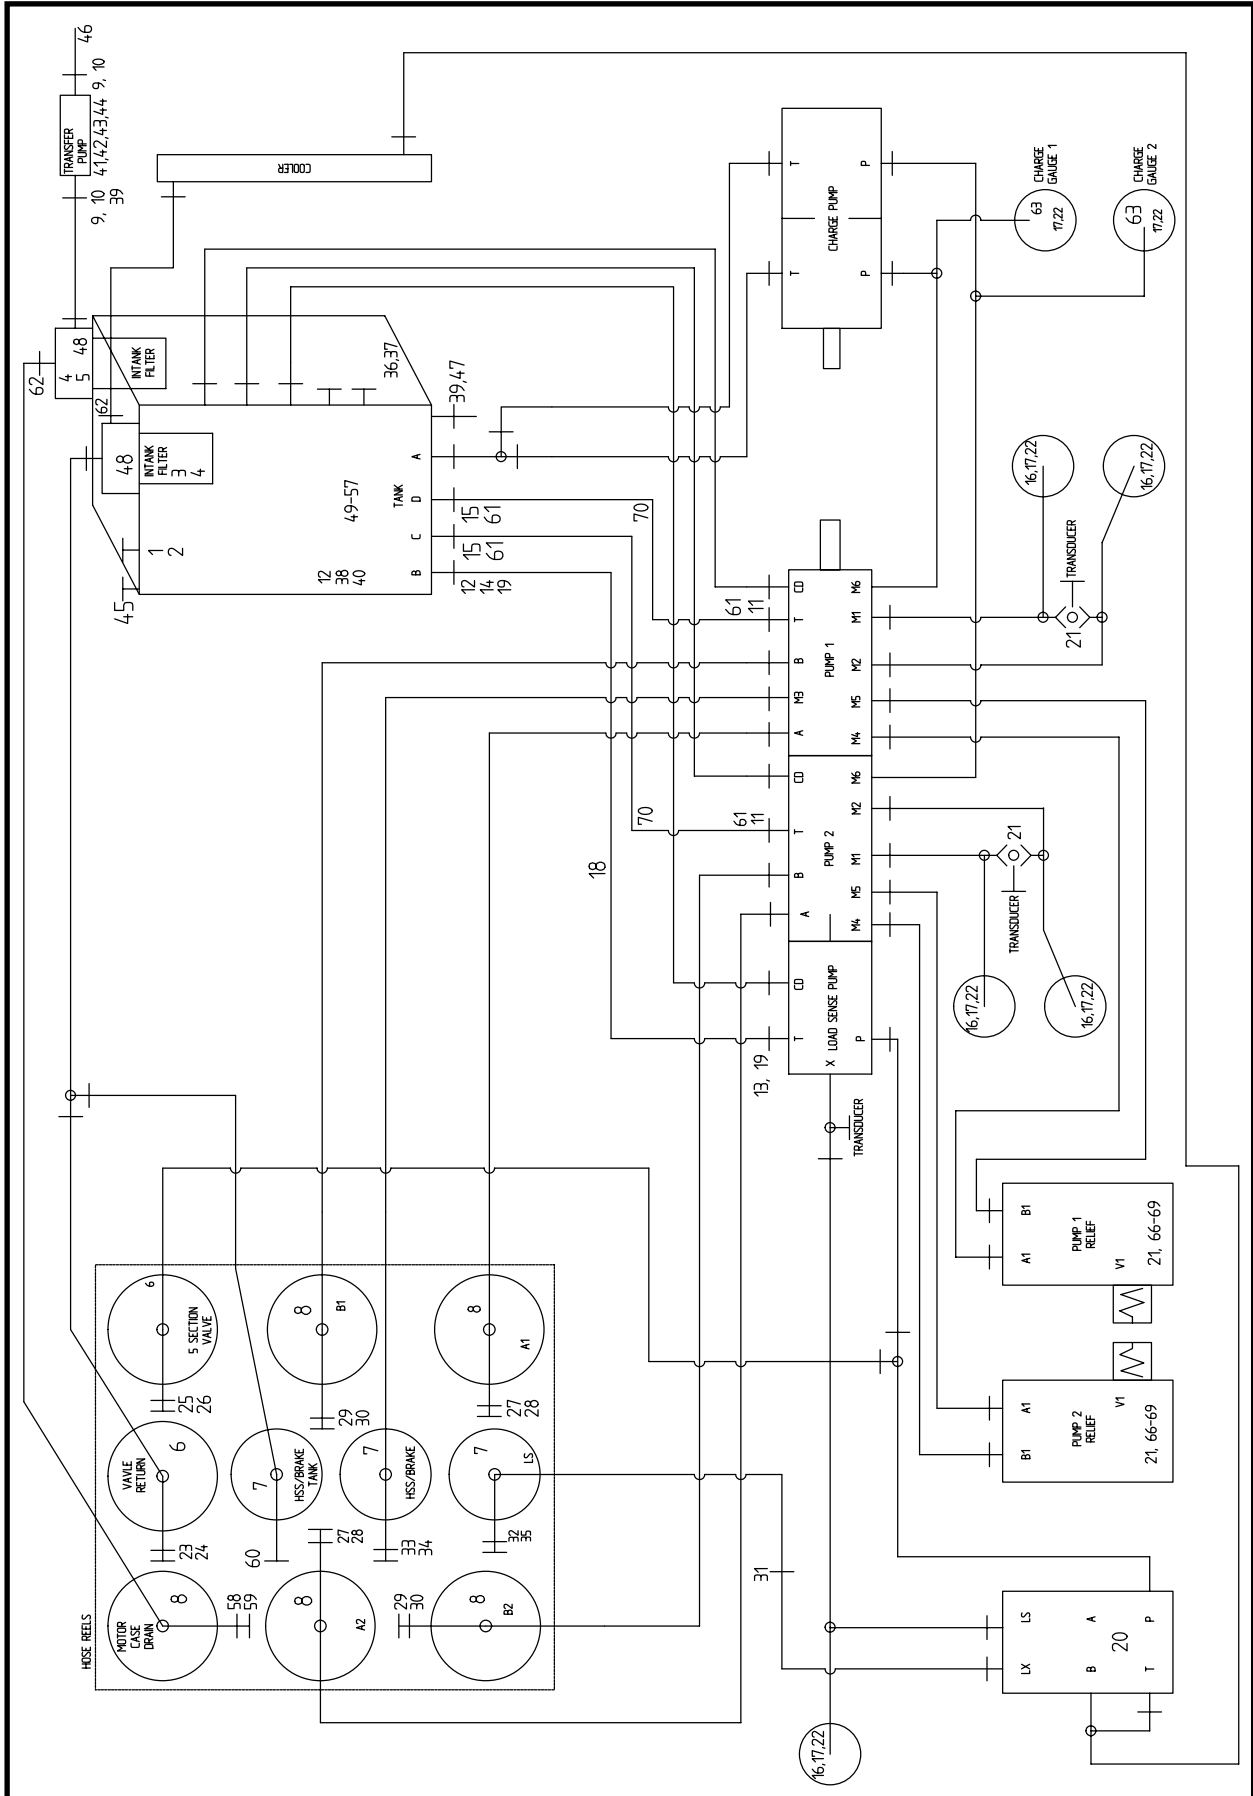 46
9, 10
TRANSFER
PUMP
41,42,43,44
9, 10
39
COOLER
62
4
5
48
INTANK
FILTER
62
48
INTANK
FILTER
3
4
36,37
39,47
1
2
45
12
38
40
49-57
TANK
A
D
C
B
15
61
15
61
12
14
19
70
70
18
T
P
CHARGE PUMP
T
P
CHARGE
GAUGE 1
63
17,22
CHARGE
GAUGE 2
63
17,22
16,17,22
16,17,22
TRANSDUCER
21
61
11
CD
T
B
M3
A
PUMP 1
M6
M1
M2
M5
M4
61
11
CD
T
B
A
PUMP 2
M6
M2
M1
M5
M4
21
TRANSDUCER
16,17,22
16,17,22
CD
T
X
LOAD SENSE PUMP
P
13, 19
TRANSDUCER
HOSE REELS
6
5 SECTION
VALVE
25
26
8
B1
29
30
8
A1
27
28
VAVLE
RETURN
6
23
24
7
HSS/BRAKE
TANK
60
7
HSS/BRAKE
33
34
7
LS
32
35
MOTOR
CASE
DRAIN
8
58
59
8
A2
27
28
8
B2
29
30
31
B1
A1
PUMP 1
RELIEF
V1
21, 66-69
A1
B1
PUMP 2
RELIEF
V1
21, 66-69
LS
LX
A
B
20
P
T
16,17,22